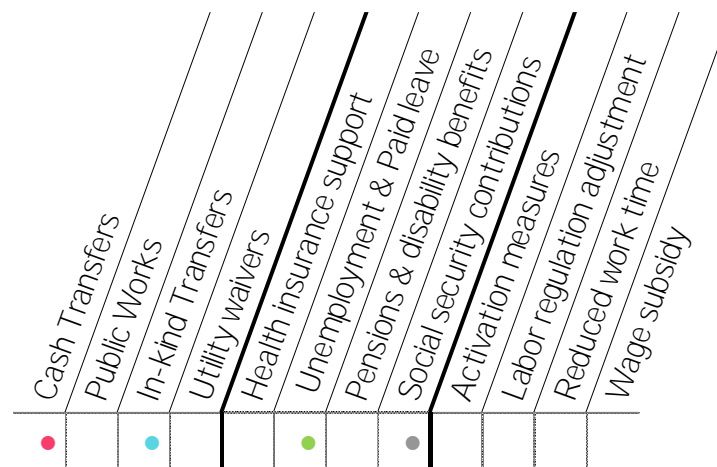 Cash Transfers
Public Works
In-Kind Transfers
Utility waivers
Health insurance support
Unemployment & Paid leave
Pensions & disability benefits
Social security contributions
Activation measures
Labor regulation adjustment
Reduced work time
Wage subsidy